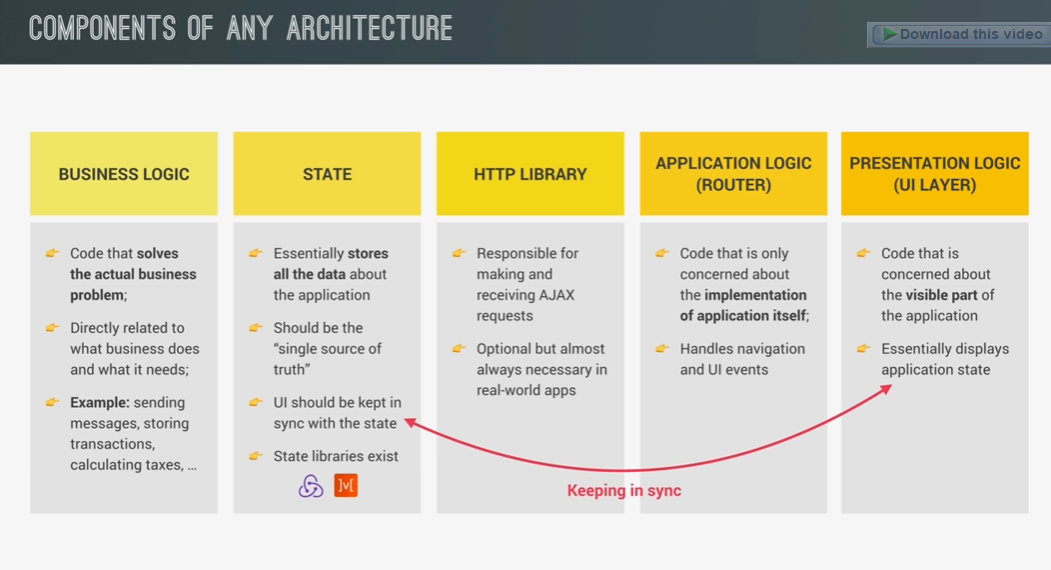 COMPONENTS OF ANY ARCHITECTURE
Download this video
BUSINESS LOGIC
Code that solves
the actual business
problem;
Directly related to
what business does
and what it needs;
Example: sending
messages, storing
transactions,
calculating taxes, ...
STATE
Essentially stores
all the data about
the application
Should be the
“single source of
truth”
UI should be kept in
sync with the state
State libraries exist
]v[
HTTP LIBRARY
Responsible for
making and
receiving AJAX
requests
Optional but almost
always necessary in
real-world apps
APPLICATION LOGIC
(ROUTER)
Code that is only
concerned about
the implementation
of application itself;
Handles navigation
and UI events
PRESENTATION LOGIC
(UI LAYER)
Code that is
concerned about
the visible part of
the application
Essentially displays
application state
Keeping in sync